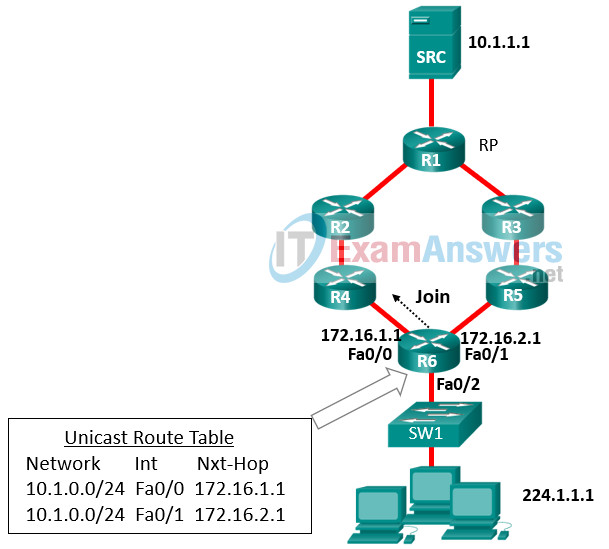 10.1.1.1
SRC
RP
R1
R2
R3
ITExamAnswers
.net
R4
Join
R5
172.16.1.1
172.16.2.1
Fa0/0
Fa0/1
R6
Fa0/2
SW1
Unicast Route Table
Network Int Nxt-Hop
10.1.0.0/24 Fa0/0 172.16.1.1
10.1.0.0/24 Fa0/1 172.16.2.1
224.1.1.1